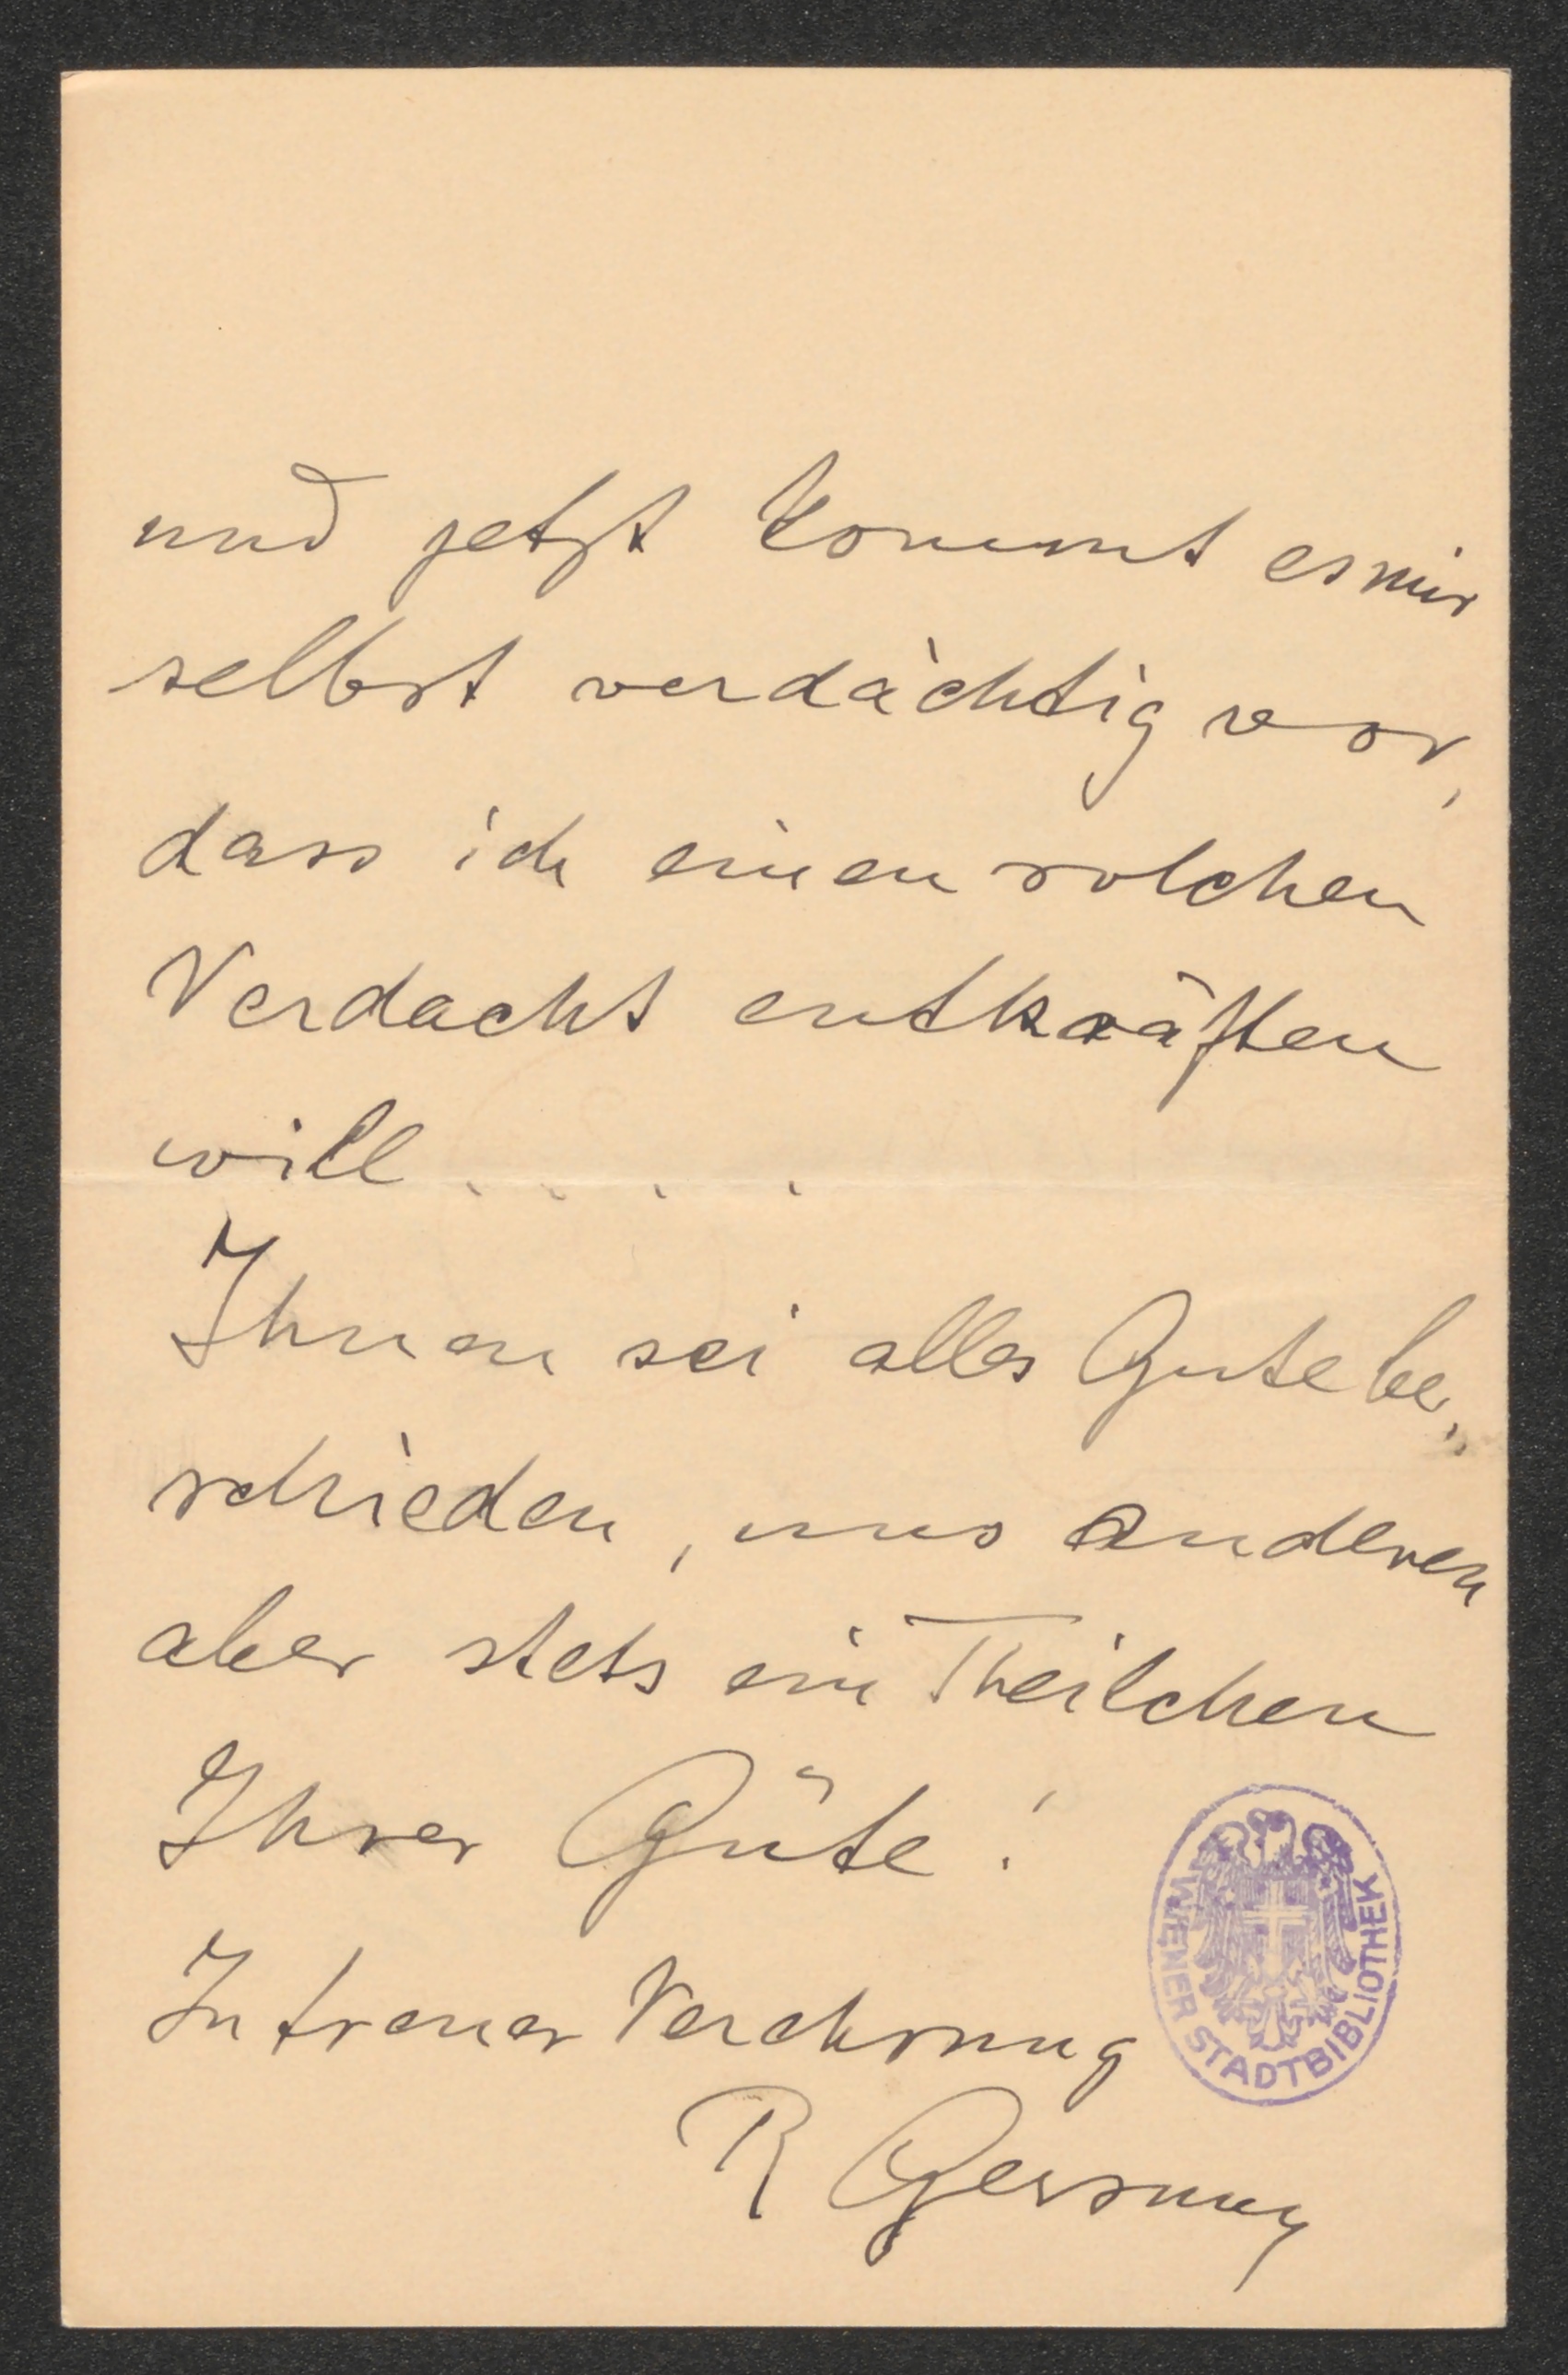 und jetzt kommt es mir
selbst verdächtig vor,
dass ich einen solchen
Verdacht entkräften
will . . . .
Ihnen sei alles Gute be„
schieden, uns anderen
aber stets ein Theilchen
Ihrer Güte!
In treuer Verehrung
R Gersuny
WIENER STADTBIBLIOTHEK